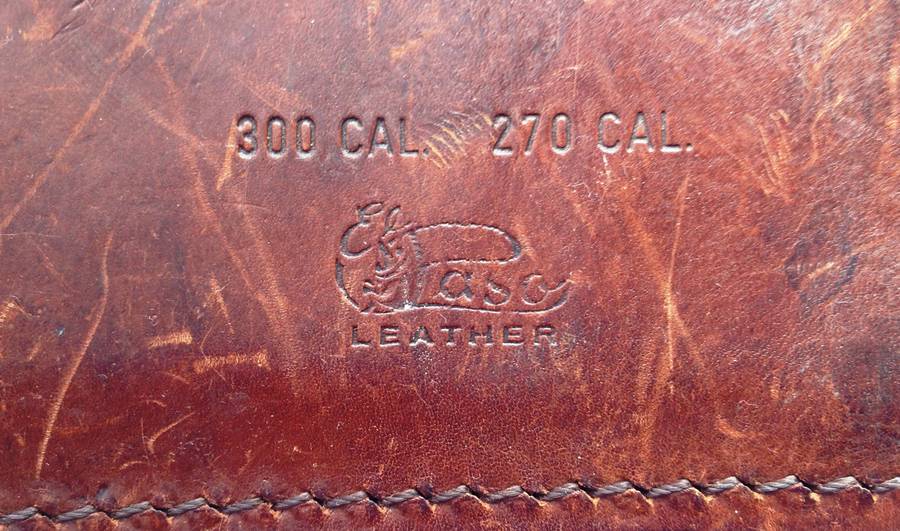 300 CAL. 270 CAL.
El Paso
LEATHER